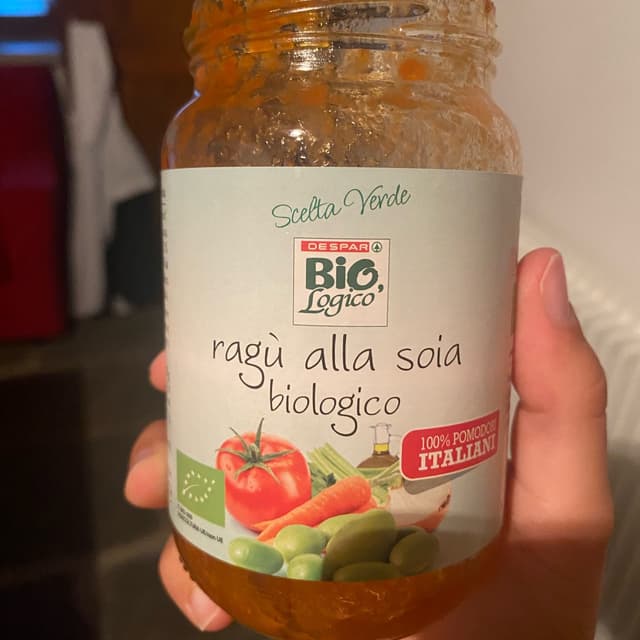 Scelta Verde
DESPAR
BIO,
Logico
ragù alla soia
biologico
100% POMODORI
ITALIANI